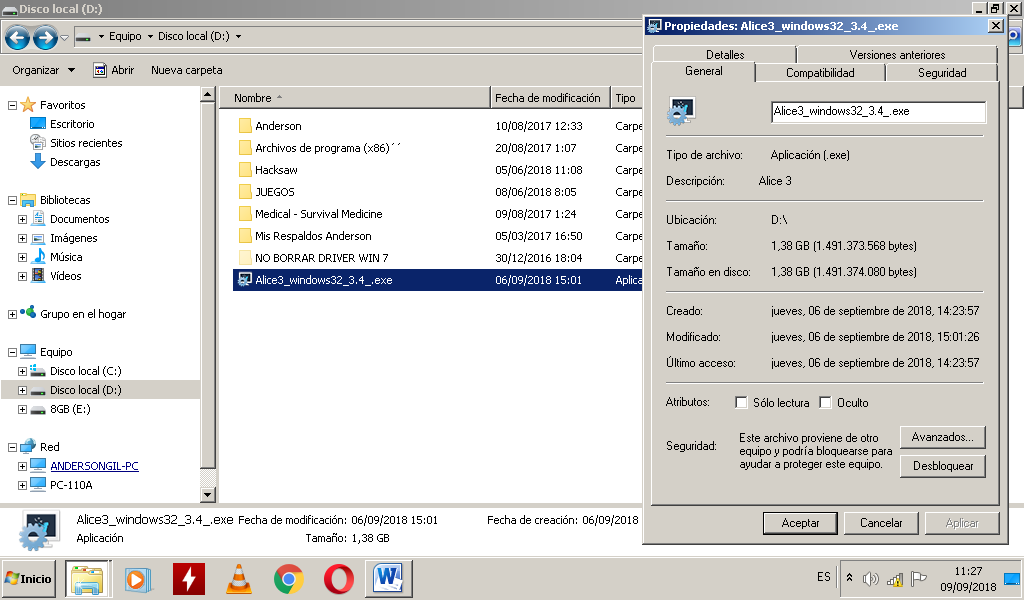 Disco local (D:)
Equipo
Disco local (D:)
Organizar
Abrir
Nueva carpeta
Favoritos
Escritorio
Sitios recientes
Descargas
Bibliotecas
Documentos
Imágenes
Música
Vídeos
Grupo en el hogar
Equipo
Disco local (C:)
Disco local (D:)
8GB (E:)
Red
ANDERSONGIL-PC
PC-110A
Nombre Fecha de modificación Tipo
Anderson 10/08/2017 12:33 Carpe
Archivos de programa (x86)´´ 20/08/2017 1:07 Carpe
Hacksaw 05/06/2018 11:08 Carpe
JUEGOS 08/06/2018 8:05 Carpe
Medical - Survival Medicine 09/08/2017 1:24 Carpe
Mis Respaldos Anderson 05/03/2017 16:50 Carpe
NO BORRAR DRIVER WIN 7 30/12/2016 18:04 Carpe
Alice3_windows32_3.4_.exe 06/09/2018 15:01 Aplica
Propiedades: Alice3_windows32_3.4_.exe
Detalles Versiones anteriores
General Compatibilidad Seguridad
Alice3_windows32_3.4_.exe
Tipo de archivo: Aplicación (.exe)
Descripción: Alice 3
Ubicación: D:\
Tamaño: 1,38 GB (1.491.373.568 bytes)
Tamaño en disco: 1,38 GB (1.491.374.080 bytes)
Creado: jueves, 06 de septiembre de 2018, 14:23:57
Modificado: jueves, 06 de septiembre de 2018, 15:01:26
Último acceso: jueves, 06 de septiembre de 2018, 14:23:57
Atributos: Sólo lectura Oculto
Seguridad: Este archivo proviene de otro
equipo y podría bloquearse para
ayudar a proteger este equipo.
Avanzados...
Desbloquear
Aceptar Cancelar Aplicar
Alice3_windows32_3.4_.exe Fecha de modificación: 06/09/2018 15:01 Fecha de creación: 06/09/2018
Aplicación Tamaño: 1,38 GB
Inicio
W
ES
11:27
09/09/2018